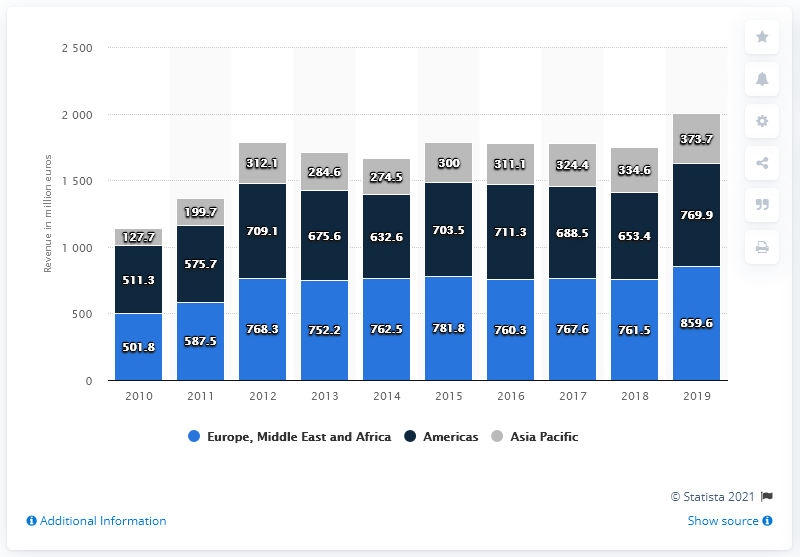 2 500
2 000
1 500
1 000
500
0
Revenue in million euros
127.7 199.7 312.1 284.6 274.5 300 311.1 324.4 334.6 373.7
511.3 575.7 709.1 675.6 632.6 703.5 711.3 688.5 653.4 769.9
501.8 587.5 768.3 752.2 762.5 781.8 760.3 767.6 761.5 859.6
2010 2011 2012 2013 2014 2015 2016 2017 2018 2019
Europe, Middle East and Africa Americas Asia Pacific
© Statista 2021
Additional Information Show source